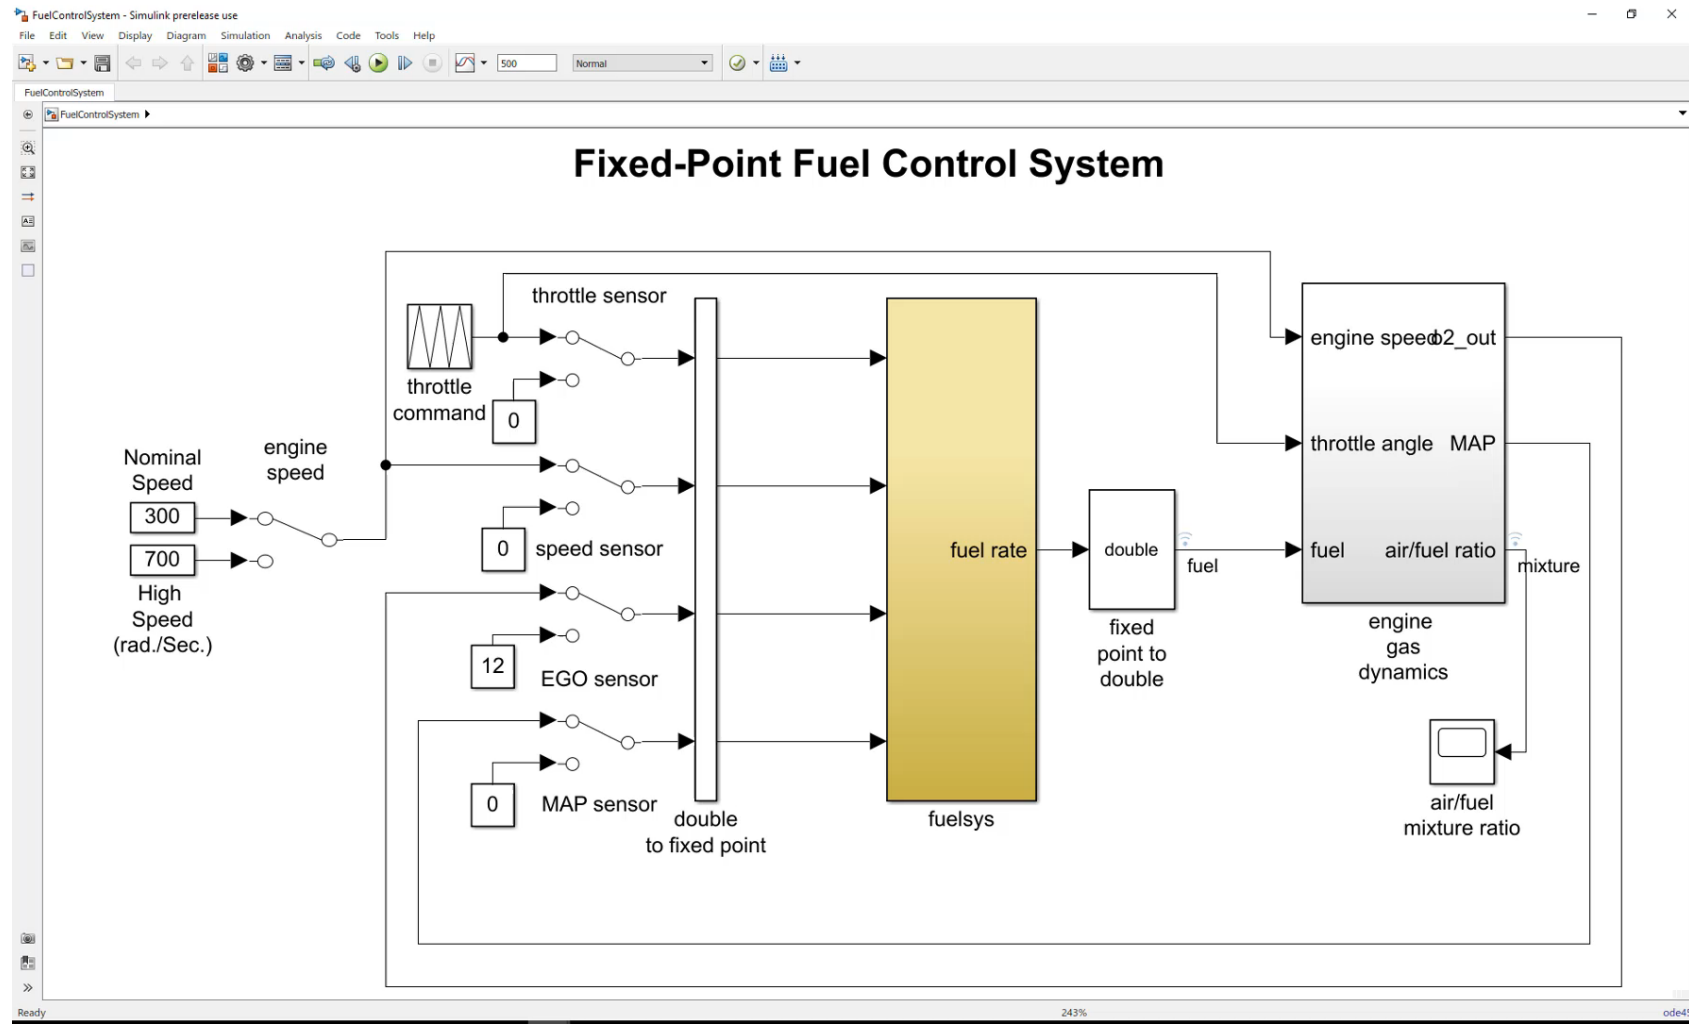 FuelControlSystem - Simulink prerelease use
File Edit View Display Diagram Simulation Analysis Code Tools Help
500 Normal
FuelControlSystem
FuelControlSystem
Fixed-Point Fuel Control System
throttle sensor
throttle
command
0
engine
speed
Nominal
Speed
300
700
High
Speed
(rad./Sec.)
0
speed sensor
12
EGO sensor
0
MAP sensor
double
to fixed point
fuel rate
fuelsys
double
fixed
point to
double
fuel
engine speed
o2_out
throttle angle
MAP
fuel
air/fuel ratio
mixture
engine
gas
dynamics
air/fuel
mixture ratio
Ready
243%